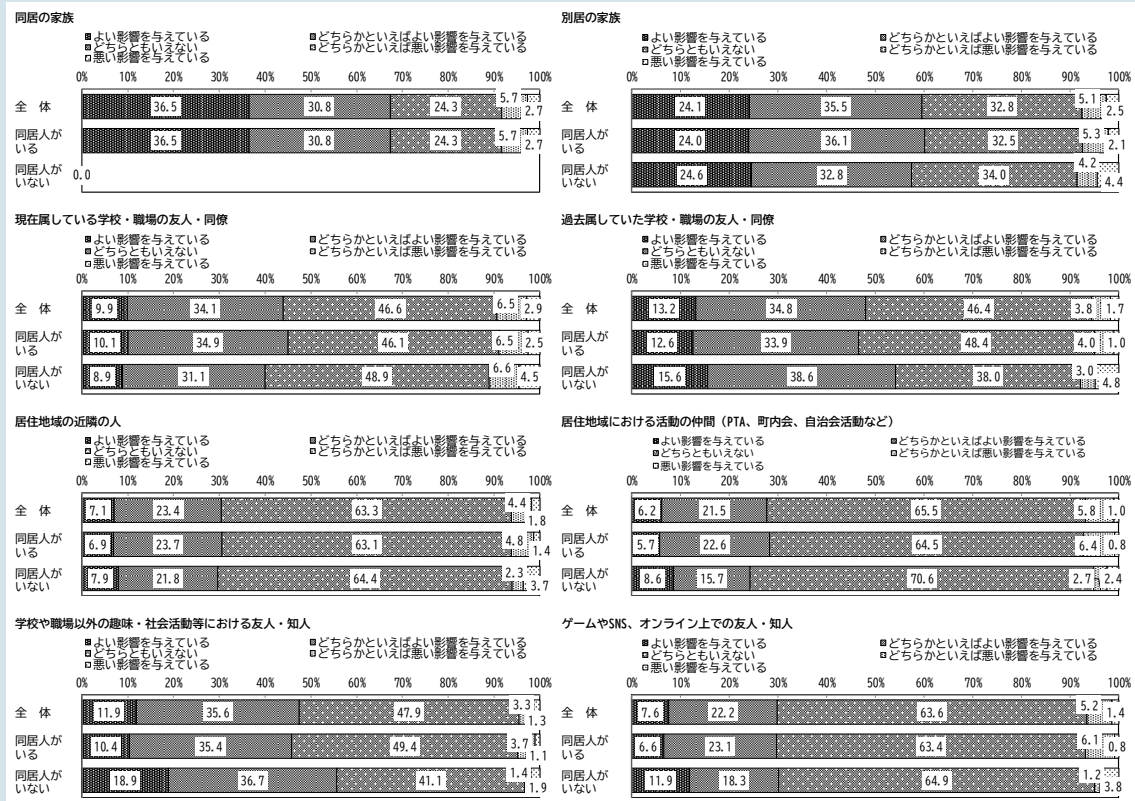 同居の家族
よい影響を与えている どちらかといえばよい影響を与えている
どちらともいえない どちらかといえば悪い影響を与えている
悪い影響を与えている
0% 10% 20% 30% 40% 50% 60% 70% 80% 90% 100%
全 体 36.5 30.8 24.3 5.7 2.7
同居人が
いる 36.5 30.8 24.3 5.7 2.7
同居人が
いない 0.0
別居の家族
よい影響を与えている どちらかといえばよい影響を与えている
どちらともいえない どちらかといえば悪い影響を与えている
悪い影響を与えている
0% 10% 20% 30% 40% 50% 60% 70% 80% 90% 100%
全 体 24.1 35.5 32.8 5.1 2.5
同居人が
いる 24.0 36.1 32.5 5.3 2.1
同居人が
いない 24.6 32.8 34.0 4.2 4.4
現在属している学校・職場の友人・同僚
よい影響を与えている どちらかといえばよい影響を与えている
どちらともいえない どちらかといえば悪い影響を与えている
悪い影響を与えている
0% 10% 20% 30% 40% 50% 60% 70% 80% 90% 100%
全 体 9.9 34.1 46.6 6.5 2.9
同居人が
いる 10.1 34.9 46.1 6.5 2.5
同居人が
いない 8.9 31.1 48.9 6.6 4.5
過去属していた学校・職場の友人・同僚
よい影響を与えている どちらかといえばよい影響を与えている
どちらともいえない どちらかといえば悪い影響を与えている
悪い影響を与えている
0% 10% 20% 30% 40% 50% 60% 70% 80% 90% 100%
全 体 13.2 34.8 46.4 3.8 1.7
同居人が
いる 12.6 33.9 48.4 4.0 1.0
同居人が
いない 15.6 38.6 38.0 3.0 4.8
居住地域の近隣の人
よい影響を与えている どちらかといえばよい影響を与えている
どちらともいえない どちらかといえば悪い影響を与えている
悪い影響を与えている
0% 10% 20% 30% 40% 50% 60% 70% 80% 90% 100%
全 体 7.1 23.4 63.3 4.4 1.8
同居人が
いる 6.9 23.7 63.1 4.8 1.4
同居人が
いない 7.9 21.8 64.4 2.3 3.7
居住地域における活動の仲間（PTA、町内会、自治会活動など）
よい影響を与えている どちらかといえばよい影響を与えている
どちらともいえない どちらかといえば悪い影響を与えている
悪い影響を与えている
0% 10% 20% 30% 40% 50% 60% 70% 80% 90% 100%
全 体 6.2 21.5 65.5 5.8 1.0
同居人が
いる 5.7 22.6 64.5 6.4 0.8
同居人が
いない 8.6 15.7 70.6 2.7 2.4
学校や職場以外の趣味・社会活動等における友人・知人
よい影響を与えている どちらかといえばよい影響を与えている
どちらともいえない どちらかといえば悪い影響を与えている
悪い影響を与えている
0% 10% 20% 30% 40% 50% 60% 70% 80% 90% 100%
全 体 11.9 35.6 47.9 3.3 1.3
同居人が
いる 10.4 35.4 49.4 3.7 1.1
同居人が
いない 18.9 36.7 41.1 1.4 1.9
ゲームやSNS、オンライン上での友人・知人
よい影響を与えている どちらかといえばよい影響を与えている
どちらともいえない どちらかといえば悪い影響を与えている
悪い影響を与えている
0% 10% 20% 30% 40% 50% 60% 70% 80% 90% 100%
全 体 7.6 22.2 63.6 5.2 1.4
同居人が
いる 6.6 23.1 63.4 6.1 0.8
同居人が
いない 11.9 18.3 64.9 1.2 3.8